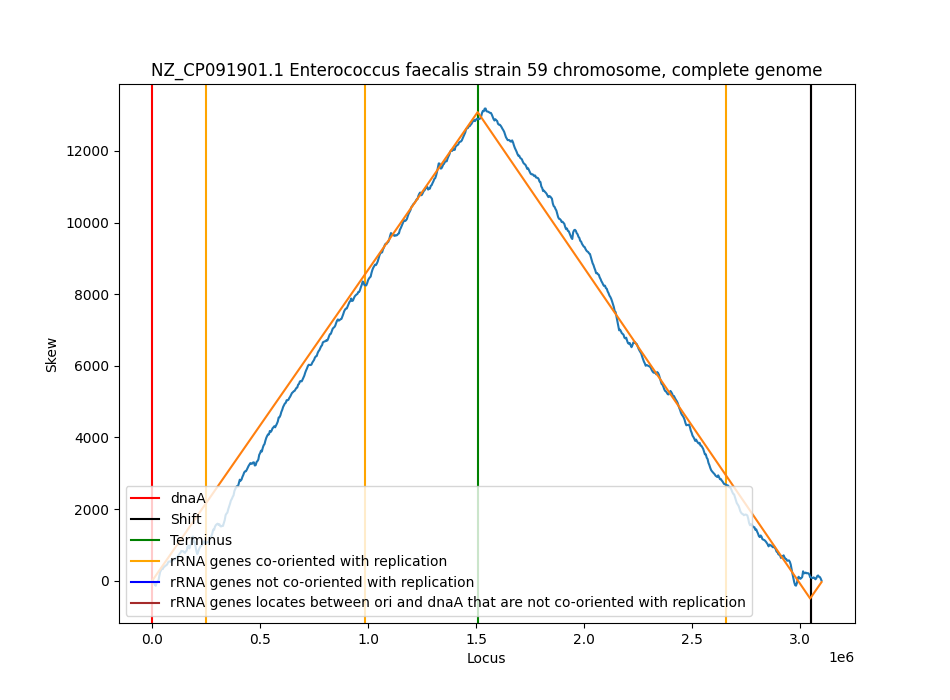 NZ_CP091901.1 Enterococcus faecalis strain 59 chromosome, complete genome
12000
10000
8000
6000
4000
2000
0
Skew
dnaA
Shift
Terminus
rRNA genes co-oriented with replication
rRNA genes not co-oriented with replication
rRNA genes locates between ori and dnaA that are not co-oriented with replication
0.0 0.5 1.0 1.5 2.0 2.5 3.0
Locus
1e6